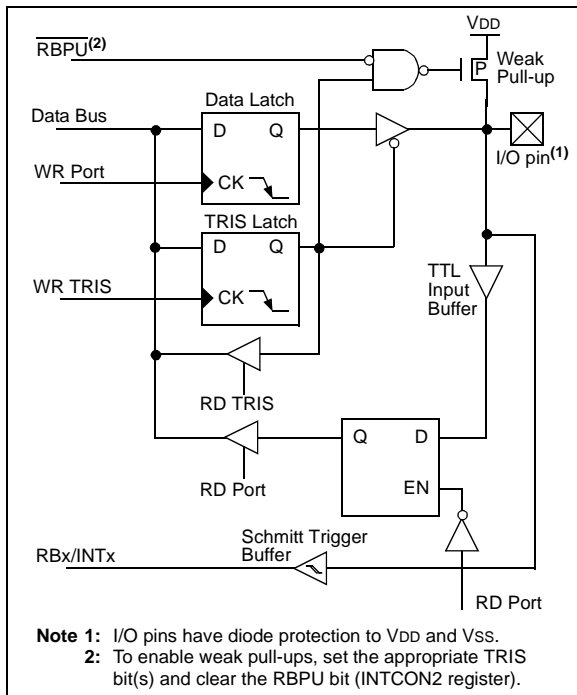 VDD
RBPU(2)
P
Weak
Pull-up
Data Latch
Data Bus
D
Q
I/O pin(1)
WR Port
CK
TRIS Latch
D
Q
TTL
Input
Buffer
WR TRIS
CK
RD TRIS
Q
D
RD Port
EN
Schmitt Trigger
Buffer
RBx/INTx
RD Port
Note 1: I/O pins have diode protection to VDD and VSS.
2: To enable weak pull-ups, set the appropriate TRIS
bit(s) and clear the RBPU bit (INTCON2 register).